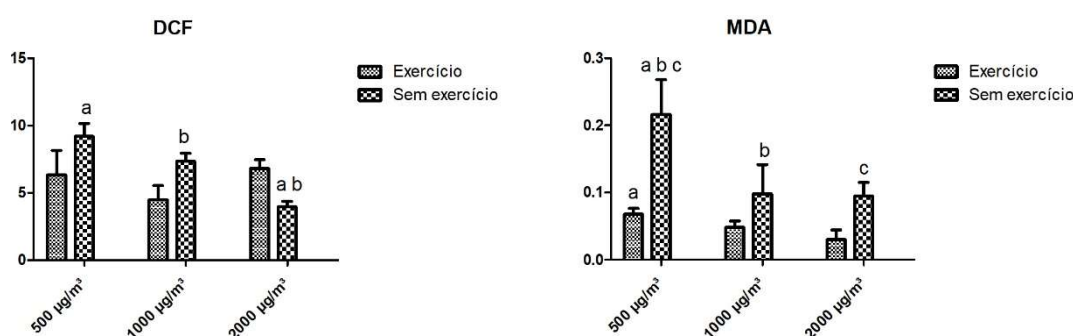 DCF
15
10
5
0
a
b
a b
500 µg/m³
1000 µg/m³
2000 µg/m³
Exercício
Sem exercício
MDA
0.3
0.2
0.1
0.0
a
a b c
b
c
500 µg/m³
1000 µg/m³
2000 µg/m³
Exercício
Sem exercício